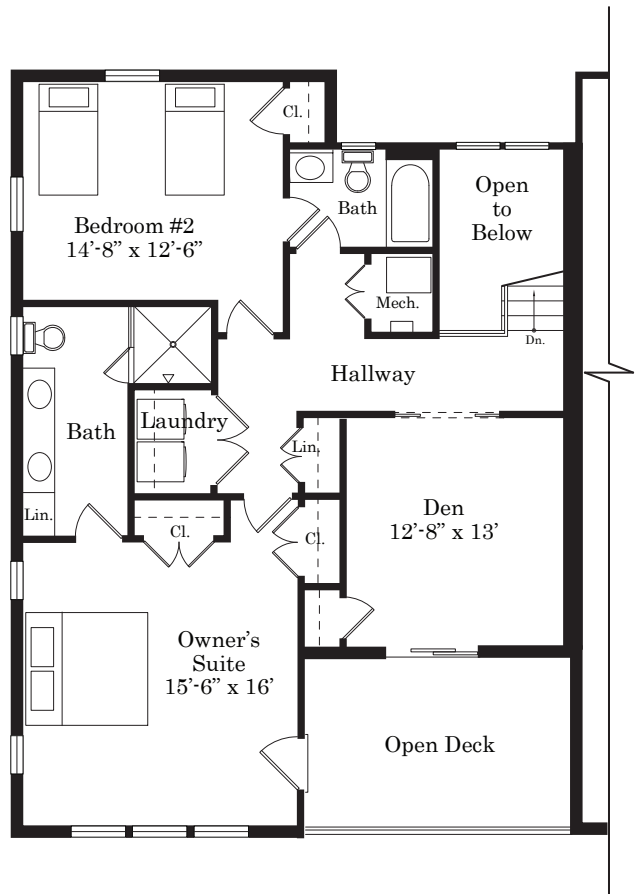 Cl.
Bedroom #2
14'-8” x 12'-6”
Bath
Open
to
Below
Mech.
Dn.
Hallway
Bath
Laundry
Lin.
Lin.
Cl.
Cl.
Den
12'-8” x 13'
Owner's
Suite
15'-6” x 16'
Open Deck